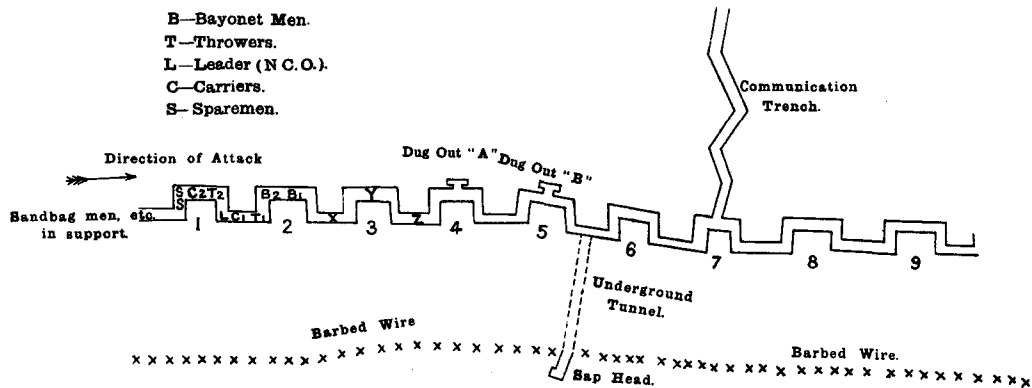 B—Bayonet Men.
T—Throwers.
L—Leader (N C.O.).
C—Carriers.
S—Sparemen.
Communication
Trench.
Direction of Attack
Dug Out "A" Dug Out "B"
Sandbag men, etc.
in support.
S C2 T2
S
L C1 T1
B2 B1
X
Y
Z
1 2 3 4 5 6 7 8 9
Underground
Tunnel.
Barbed Wire
Barbed Wire.
Sap Head.